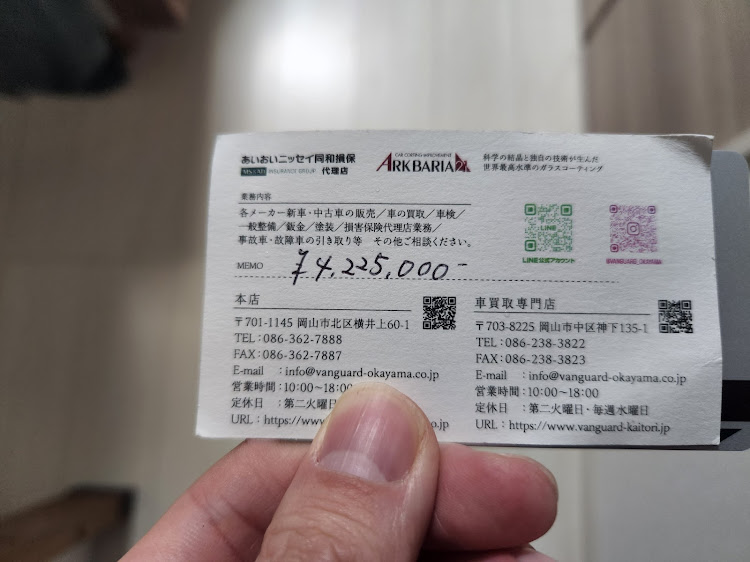 あいおいニッセイ同和損保
MS&AD INSURANCE GROUP 代理店
CAR COATING IMPROVEMENT
ARKBARIA21
科学の結晶と独自の技術が生んだ
世界最高水準のガラスコーティング
業務内容
各メーカー新車・中古車の販売／車の買取／車検／
一般整備／鈑金／塗装／損害保険代理店業務／
事故車・故障車の引き取り等 その他ご相談ください。
LINE
LINE公式アカウント
@VANGUARD_OKAYAMA
MEMO ¥4,225,000-
本店
〒701-1145 岡山市北区横井上60-1
TEL：086-362-7888
FAX：086-362-7887
E-mail ：info@vanguard-okayama.co.jp
営業時間：10:00～18:00
定休日 ：第二火曜日
URL：https://www.
.co.jp
車買取専門店
〒703-8225 岡山市中区神下135-1
TEL：086-238-3822
FAX：086-238-3823
E-mail ：info@vanguard-okayama.co.jp
営業時間：10:00～18:00
定休日 ：第二火曜日・毎週水曜日
URL：https://www.vanguard-kaitori.jp